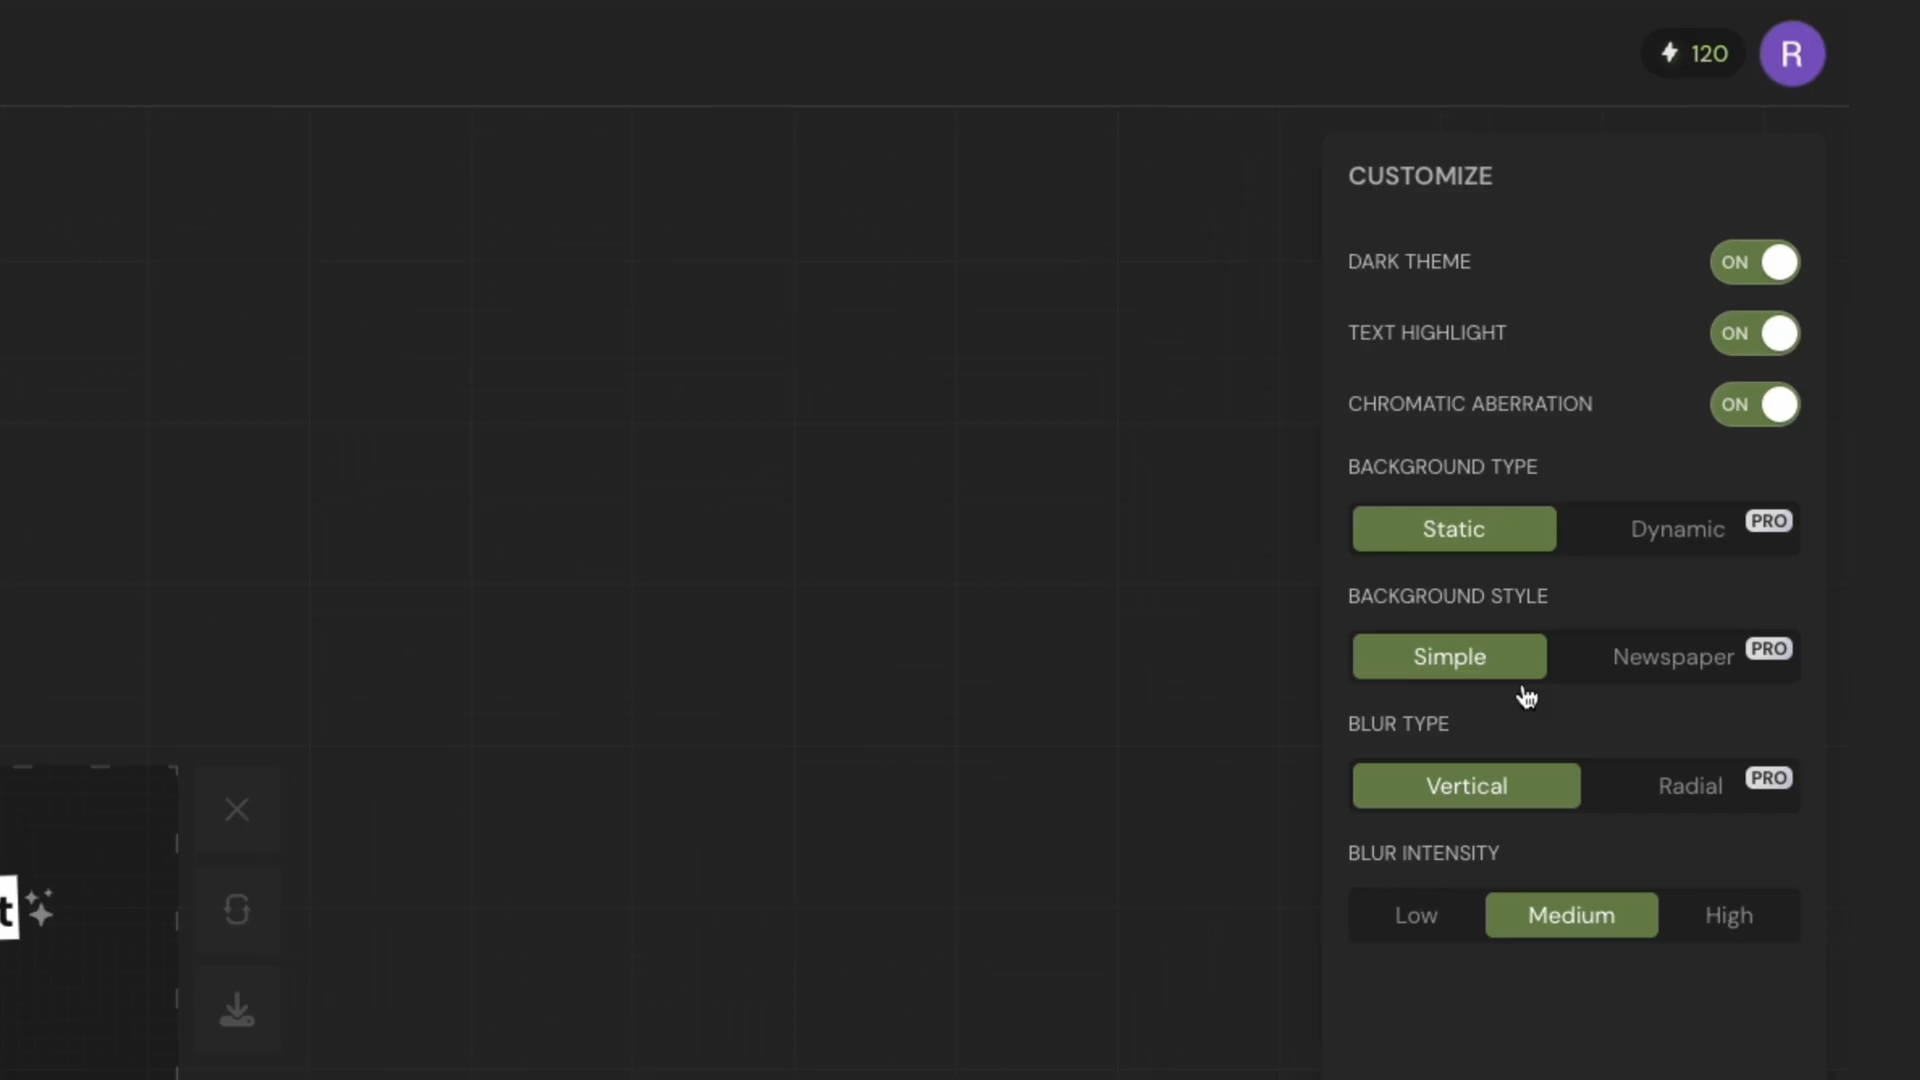 120
R
CUSTOMIZE
DARK THEME
ON
TEXT HIGHLIGHT
ON
CHROMATIC ABERRATION
ON
BACKGROUND TYPE
Static
Dynamic
PRO
BACKGROUND STYLE
Simple
Newspaper
PRO
BLUR TYPE
Vertical
Radial
PRO
BLUR INTENSITY
Low
Medium
High
t